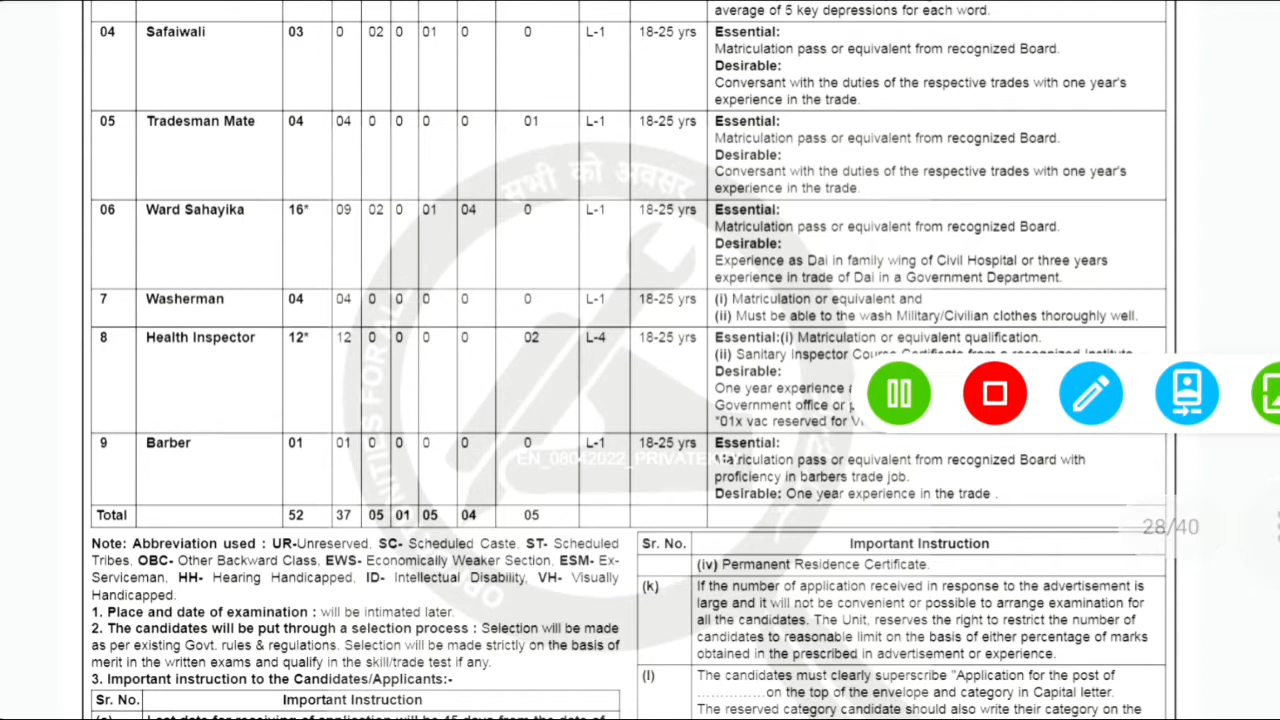 average of 5 key depressions for each word.
04 Safaiwali 03 0 02 0 01 0 0 L-1 18-25 yrs Essential:
Matriculation pass or equivalent from recognized Board.
Desirable:
Conversant with the duties of the respective trades with one year's
experience in the trade.
05 Tradesman Mate 04 04 0 0 0 0 01 L-1 18-25 yrs Essential:
Matriculation pass or equivalent from recognized Board.
Desirable:
Conversant with the duties of the respective trades with one year's
experience in the trade.
06 Ward Sahayika 16* 09 02 0 01 04 0 L-1 18-25 yrs Essential:
Matriculation pass or equivalent from recognized Board.
Desirable:
Experience as Dai in family wing of Civil Hospital or three years
experience in trade of Dai in a Government Department.
7 Washerman 04 04 0 0 0 0 0 L-1 18-25 yrs (i) Matriculation or equivalent and
(ii) Must be able to the wash Military/Civilian clothes thoroughly well.
8 Health Inspector 12* 12 0 0 0 0 02 L-4 18-25 yrs Essential:(i) Matriculation or equivalent qualification.
(ii) Sanitary Inspector Course Certificate from a recognized Institute
Desirable:
One year experience
Government office or
*01x vac reserved for
9 Barber 01 01 0 0 0 0 0 L-1 18-25 yrs Essential:
Matriculation pass or equivalent from recognized Board with
proficiency in barbers trade job.
Desirable: One year experience in the trade .
Total 52 37 05 01 05 04 05
सभी को अवसर
EN_08042022_PRIVATE
28/40
Note: Abbreviation used : UR-Unreserved, SC- Scheduled Caste, ST- Scheduled
Tribes, OBC- Other Backward Class, EWS- Economically Weaker Section, ESM- Ex-
Serviceman, HH- Hearing Handicapped, ID- Intellectual Disability, VH- Visually
Handicapped.
1. Place and date of examination : will be intimated later.
2. The candidates will be put through a selection process : Selection will be made
as per existing Govt. rules & regulations. Selection will be made strictly on the basis of
merit in the written exams and qualify in the skill/trade test if any.
3. Important instruction to the Candidates/Applicants:-
Sr. No. Important Instruction
(a) Last date for receiving of application will be 45 days from the date of
Sr. No. Important Instruction
(iv) Permanent Residence Certificate.
(k) If the number of application received in response to the advertisement is
large and it will not be convenient or possible to arrange examination for
all the candidates. The Unit, reserves the right to restrict the number of
candidates to reasonable limit on the basis of either percentage of marks
obtained in the prescribed in advertisement or experience.
(l) The candidates must clearly superscribe "Application for the post of
...............on the top of the envelope and category in Capital letter.
The reserved category candidate should also write their category on the